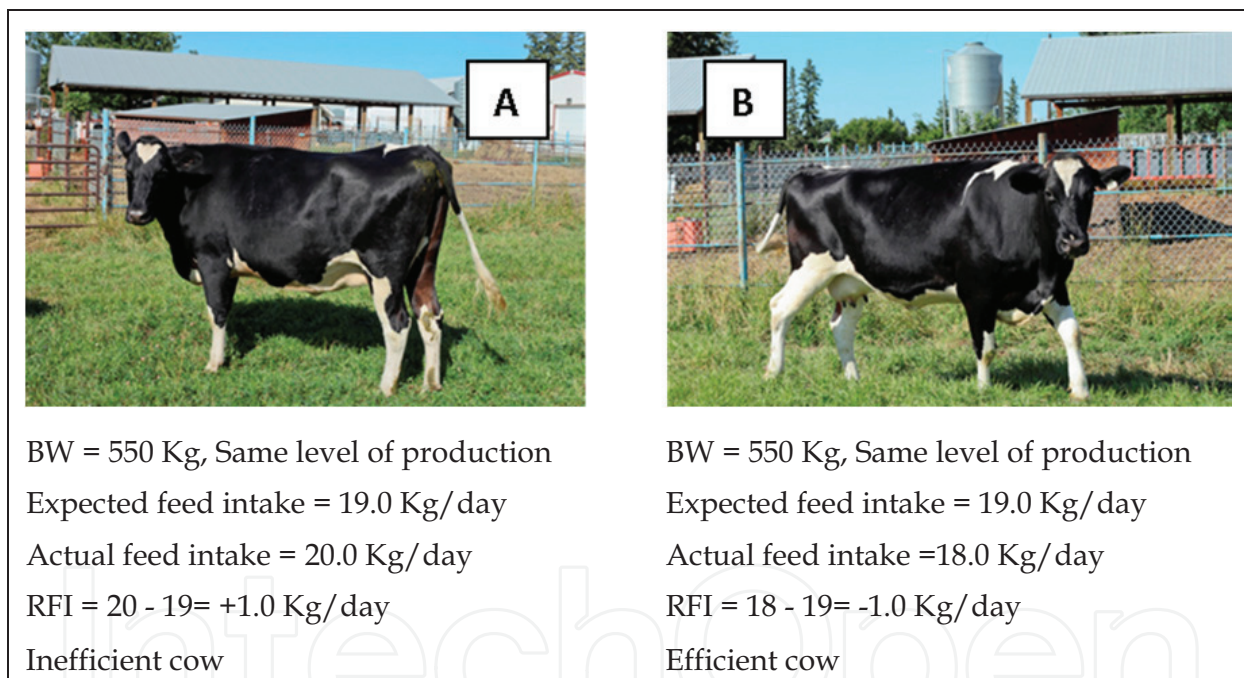 A
B
BW = 550 Kg, Same level of production
Expected feed intake = 19.0 Kg/day
Actual feed intake = 20.0 Kg/day
RFI = 20 - 19= +1.0 Kg/day
Inefficient cow
BW = 550 Kg, Same level of production
Expected feed intake = 19.0 Kg/day
Actual feed intake =18.0 Kg/day
RFI = 18 - 19= -1.0 Kg/day
Efficient cow
IntechOpen